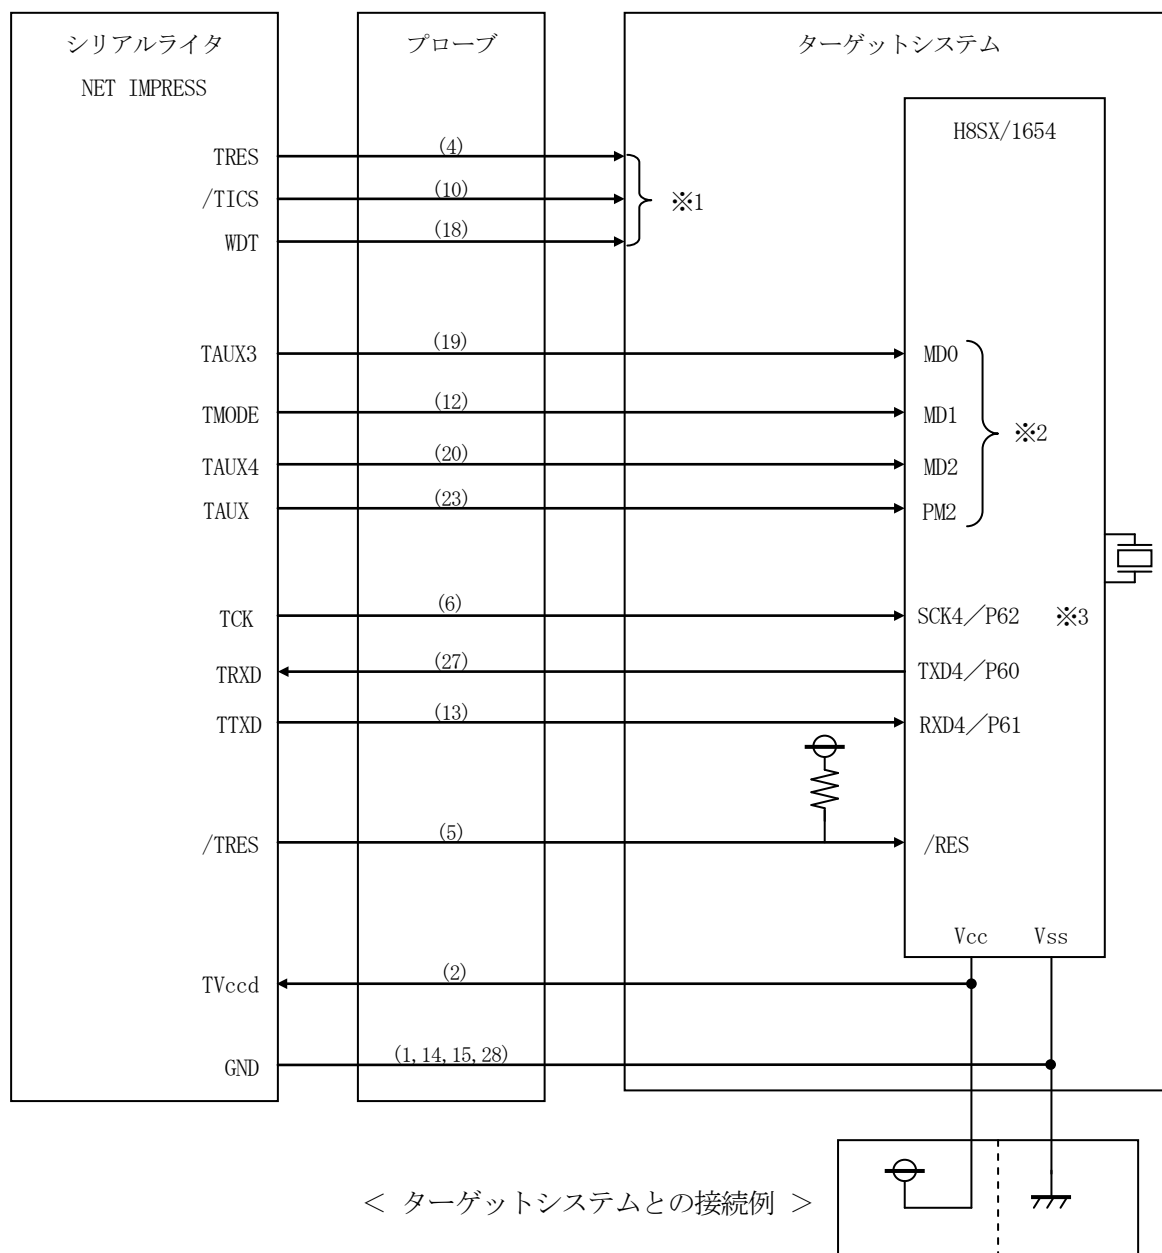 シリアルライタ
NET IMPRESS
プローブ
ターゲットシステム
H8SX/1654
TRES
(4)
/TICS
(10)
※1
WDT
(18)
TAUX3
(19)
MD0
TMODE
(12)
MD1
※2
TAUX4
(20)
MD2
TAUX
(23)
PM2
TCK
(6)
SCK4/P62
※3
TRXD
(27)
TXD4/P60
TTXD
(13)
RXD4/P61
/TRES
(5)
/RES
Vcc
Vss
TVccd
(2)
GND
(1,14,15,28)
< ターゲットシステムとの接続例 >